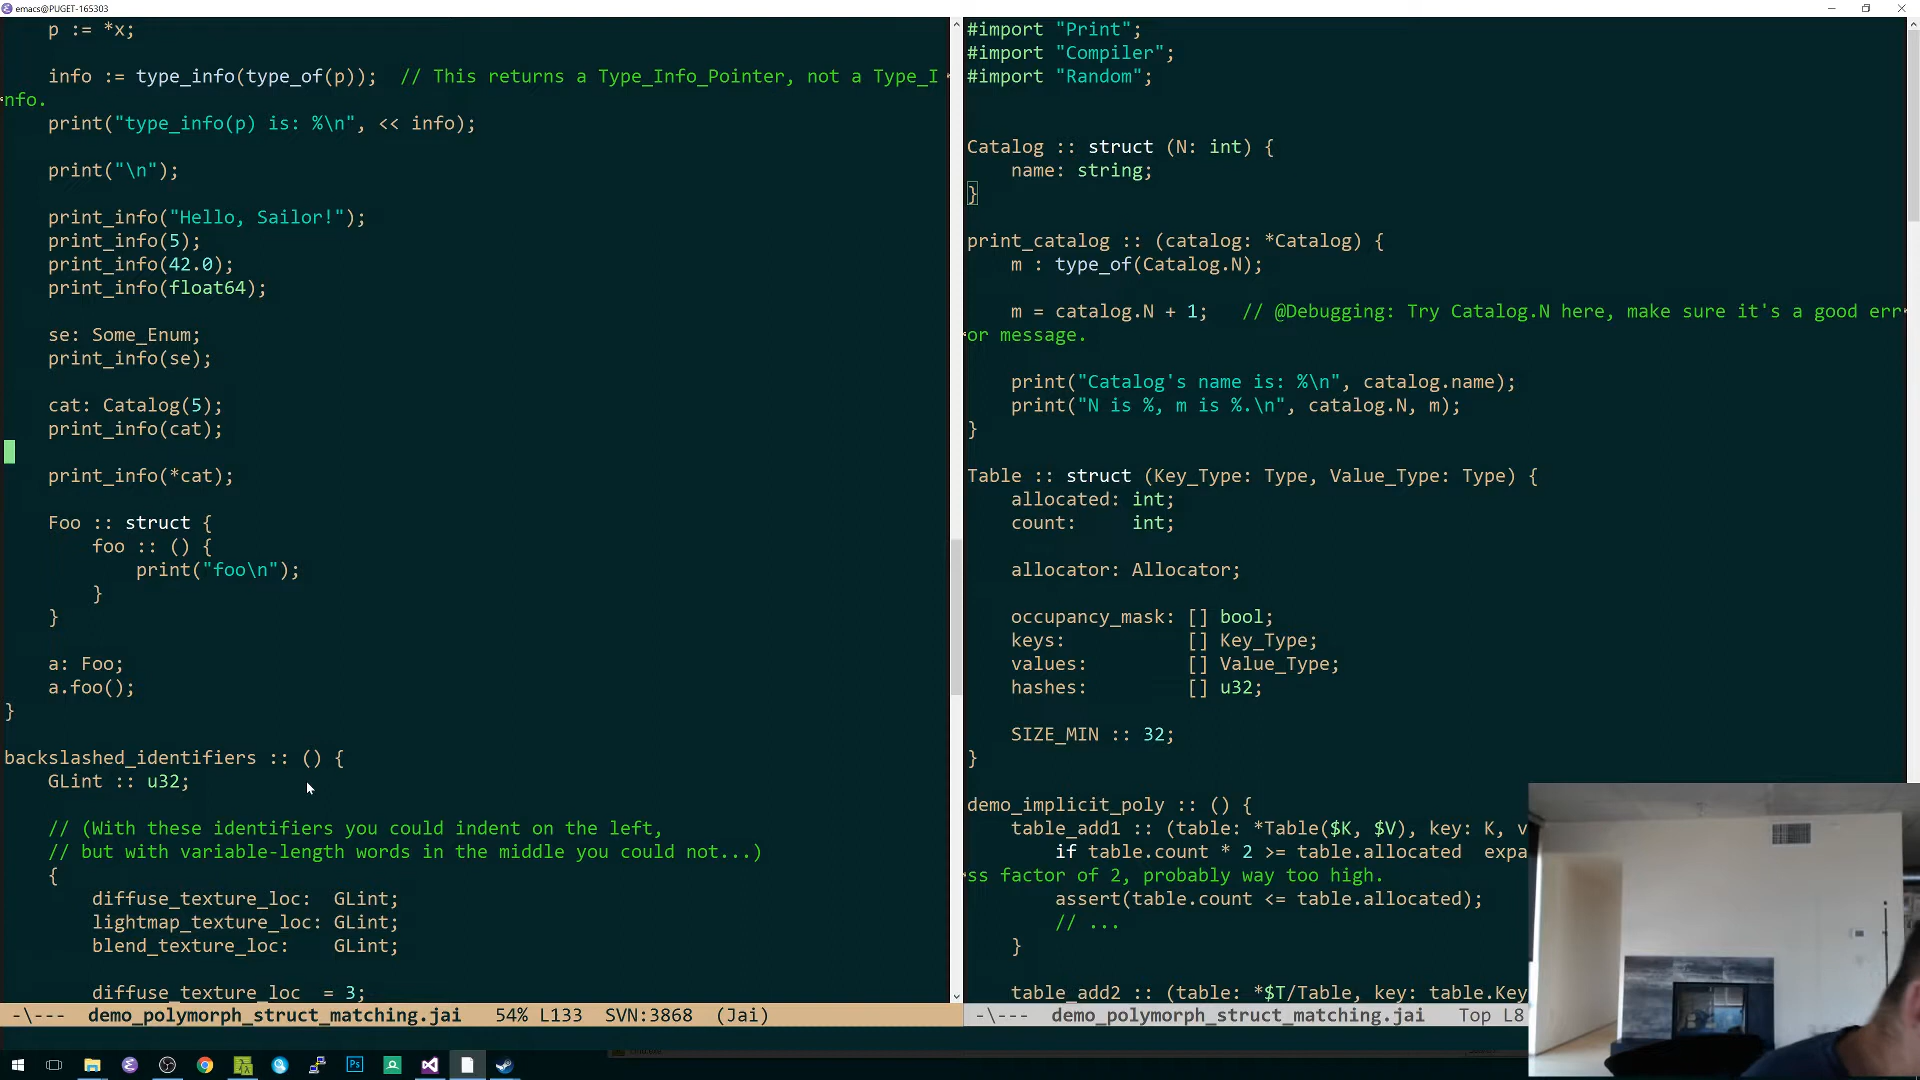 emacs@PUGET-165303
p := *x;
info := type_info(type_of(p));  // This returns a Type_Info_Pointer, not a Type_I
nfo.
print("type_info(p) is: %\n", << info);
print("\n");
print_info("Hello, Sailor!");
print_info(5);
print_info(42.0);
print_info(float64);
se: Some_Enum;
print_info(se);
cat: Catalog(5);
print_info(cat);
print_info(*cat);
Foo :: struct {
foo :: () {
print("foo\n");
}
}
a: Foo;
a.foo();
}
backslashed_identifiers :: () {
GLint :: u32;
// (With these identifiers you could indent on the left,
// but with variable-length words in the middle you could not...)
{
diffuse_texture_loc:  GLint;
lightmap_texture_loc: GLint;
blend_texture_loc:    GLint;
diffuse_texture_loc  = 3;
-\---  demo_polymorph_struct_matching.jai   54% L133  SVN:3868  (Jai)
#import "Print";
#import "Compiler";
#import "Random";
Catalog :: struct (N: int) {
name: string;
}
print_catalog :: (catalog: *Catalog) {
m : type_of(Catalog.N);
m = catalog.N + 1;   // @Debugging: Try Catalog.N here, make sure it's a good err
or message.
print("Catalog's name is: %\n", catalog.name);
print("N is %, m is %.\n", catalog.N, m);
}
Table :: struct (Key_Type: Type, Value_Type: Type) {
allocated: int;
count:     int;
allocator: Allocator;
occupancy_mask: [] bool;
keys:           [] Key_Type;
values:         [] Value_Type;
hashes:         [] u32;
SIZE_MIN :: 32;
}
demo_implicit_poly :: () {
table_add1 :: (table: *Table($K, $V), key: K, v
if table.count * 2 >= table.allocated  expa
ss factor of 2, probably way too high.
assert(table.count <= table.allocated);
// ...
}
table_add2 :: (table: *$T/Table, key: table.Key
-\---  demo_polymorph_struct_matching.jai   Top L8